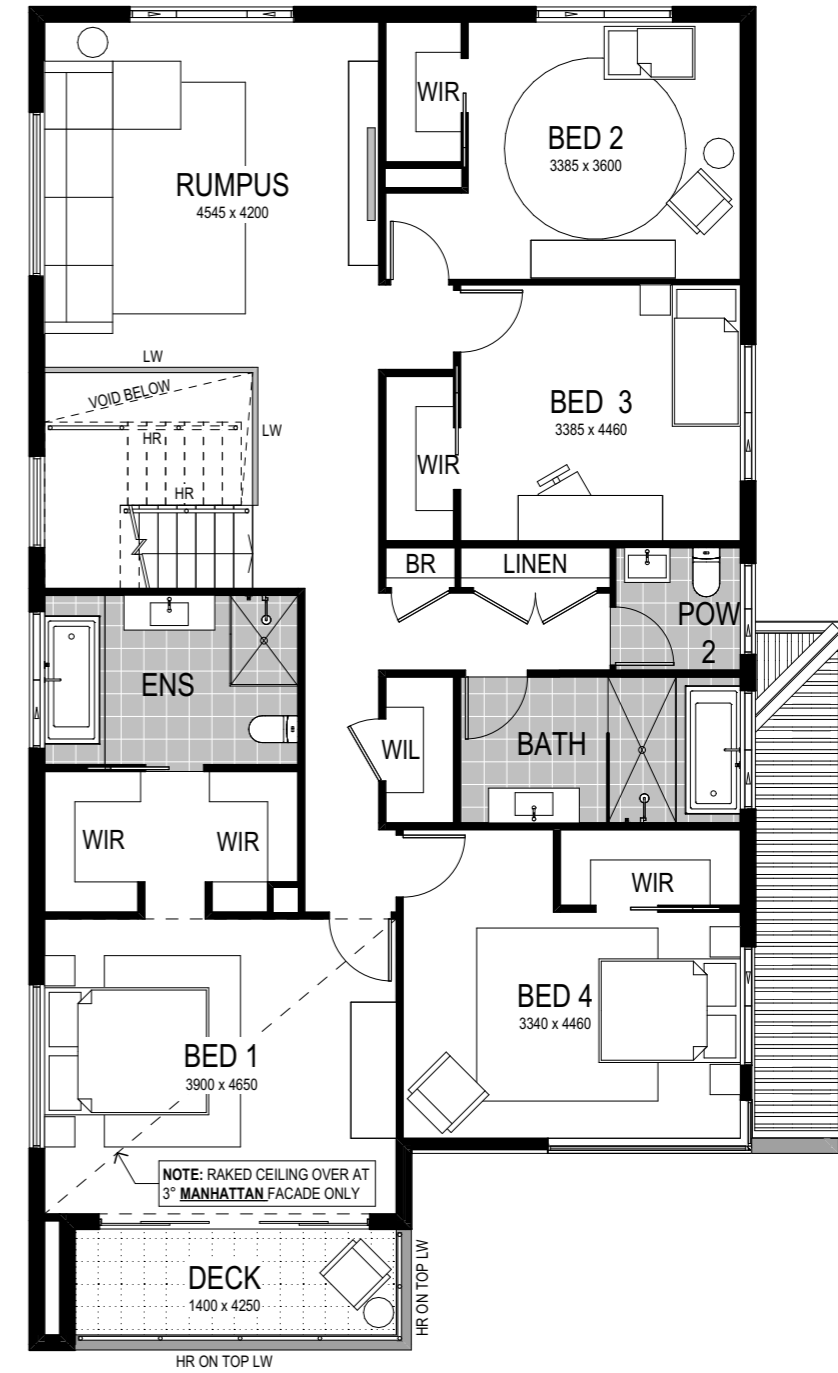 WIR
BED 2
3385 x 3600
RUMPUS
4545 x 4200
LW
VOID BELOW
LW
HR
HR
BED 3
3385 x 4460
WIR
BR
LINEN
POW
2
ENS
WIL
BATH
WIR
WIR
WIR
BED 4
3340 x 4460
BED 1
3900 x 4650
NOTE: RAKED CEILING OVER AT
3° MANHATTAN FACADE ONLY
DECK
1400 x 4250
HR ON TOP LW
HR ON TOP LW